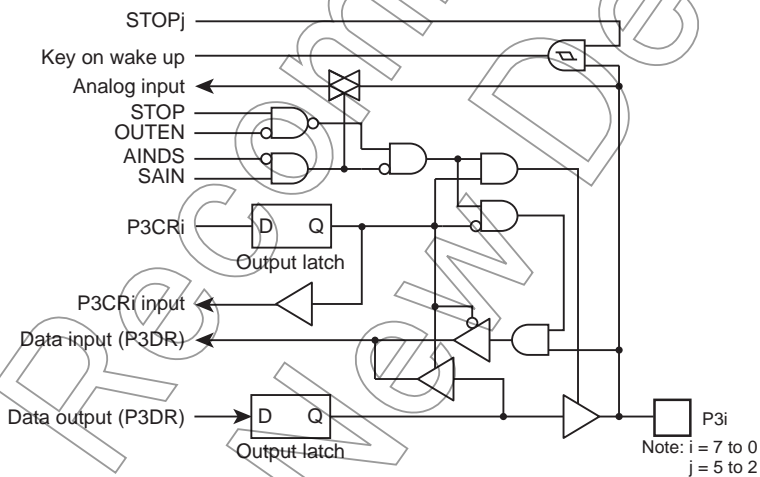 STOPj
Key on wake up
Analog input
STOP
OUTEN
AINDS
SAIN
P3CRi
D Q
Output latch
P3CRi input
Data input (P3DR)
Data output (P3DR)
D Q
Output latch
P3i
Note: i = 7 to 0
j = 5 to 2